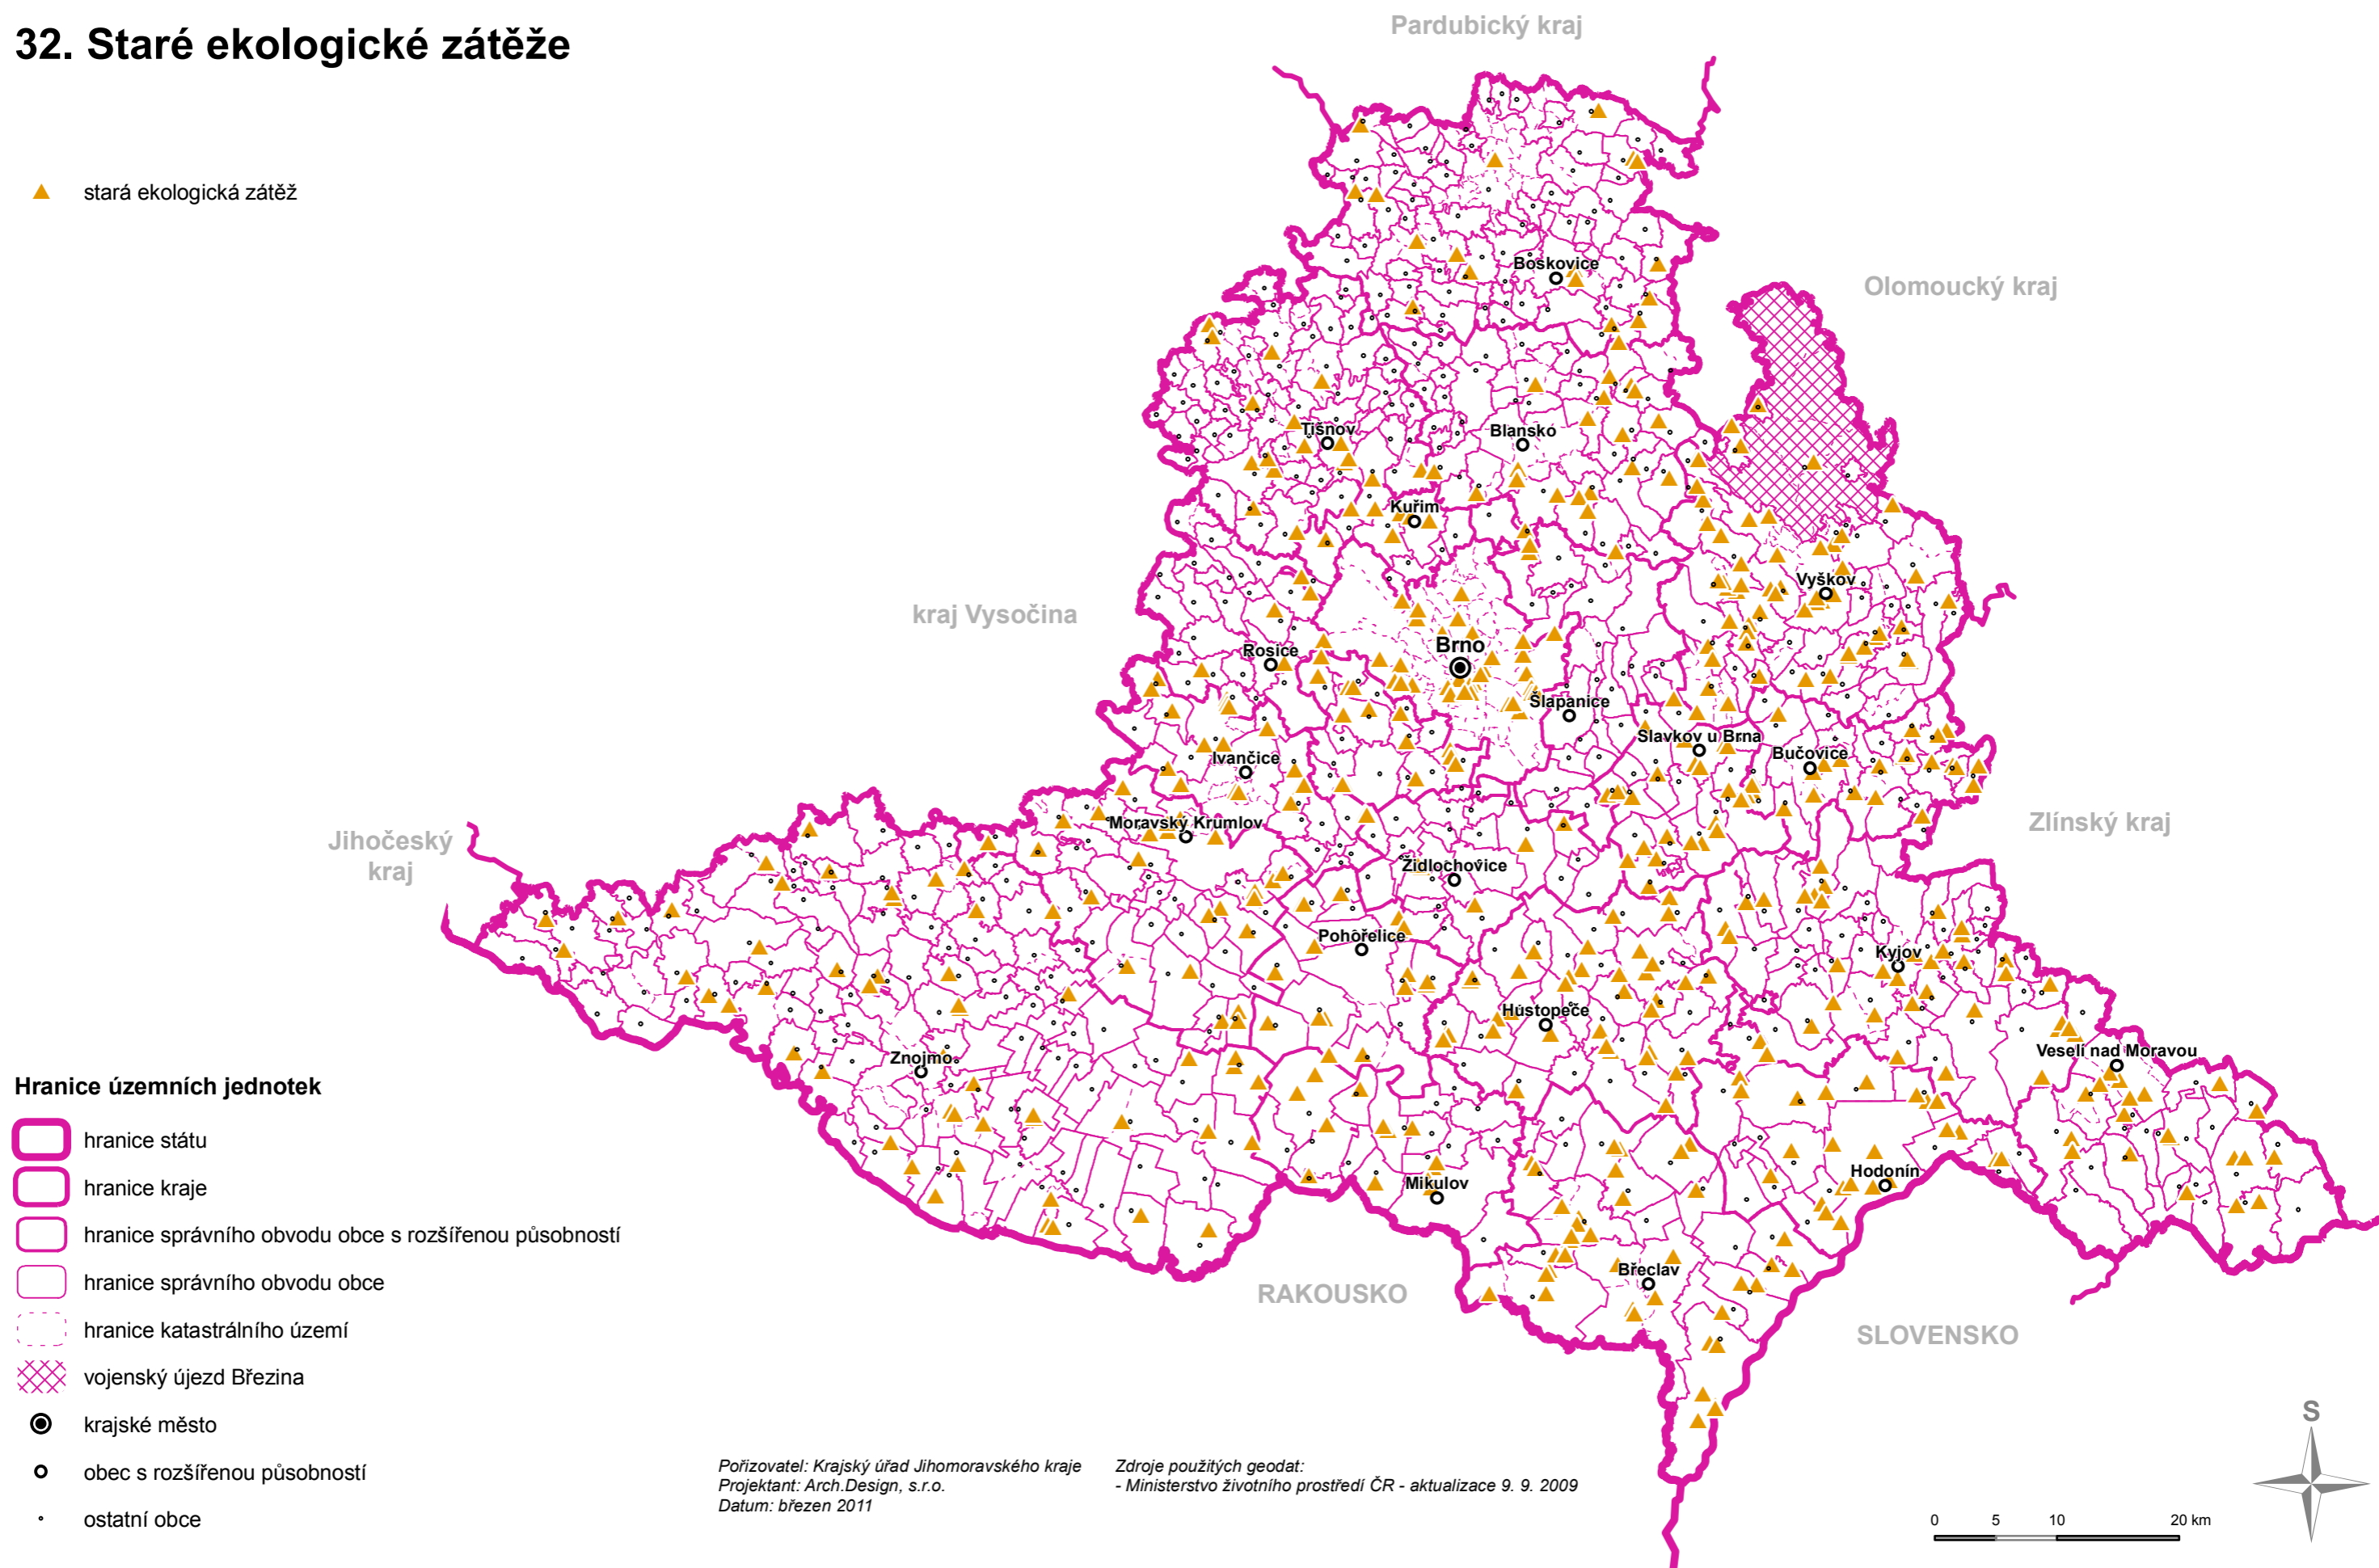 32. Staré ekologické zátěže
Pardubický kraj
stará ekologická zátěž
Boskovice
Olomoucký kraj
Tišnov
Blansko
Kuřim
Vyškov
kraj Vysočina
Brno
Rosice
Šlapanice
Slavkov u Brna
Bučovice
Ivančice
Moravský Krumlov
Zlínský kraj
Jihočeský
kraj
Židlochovice
Pohořelice
Kyjov
Hustopeče
Veselí nad Moravou
Znojmo
Hodonín
Mikulov
Břeclav
RAKOUSKO
SLOVENSKO
Hranice územních jednotek
hranice státu
hranice kraje
hranice správního obvodu obce s rozšířenou působností
hranice správního obvodu obce
hranice katastrálního území
vojenský újezd Březina
krajské město
obec s rozšířenou působností
ostatní obce
Pořizovatel: Krajský úřad Jihomoravského kraje
Projektant: Arch.Design, s.r.o.
Datum: březen 2011
Zdroje použitých geodat:
- Ministerstvo životního prostředí ČR - aktualizace 9. 9. 2009
S
0 5 10 20 km